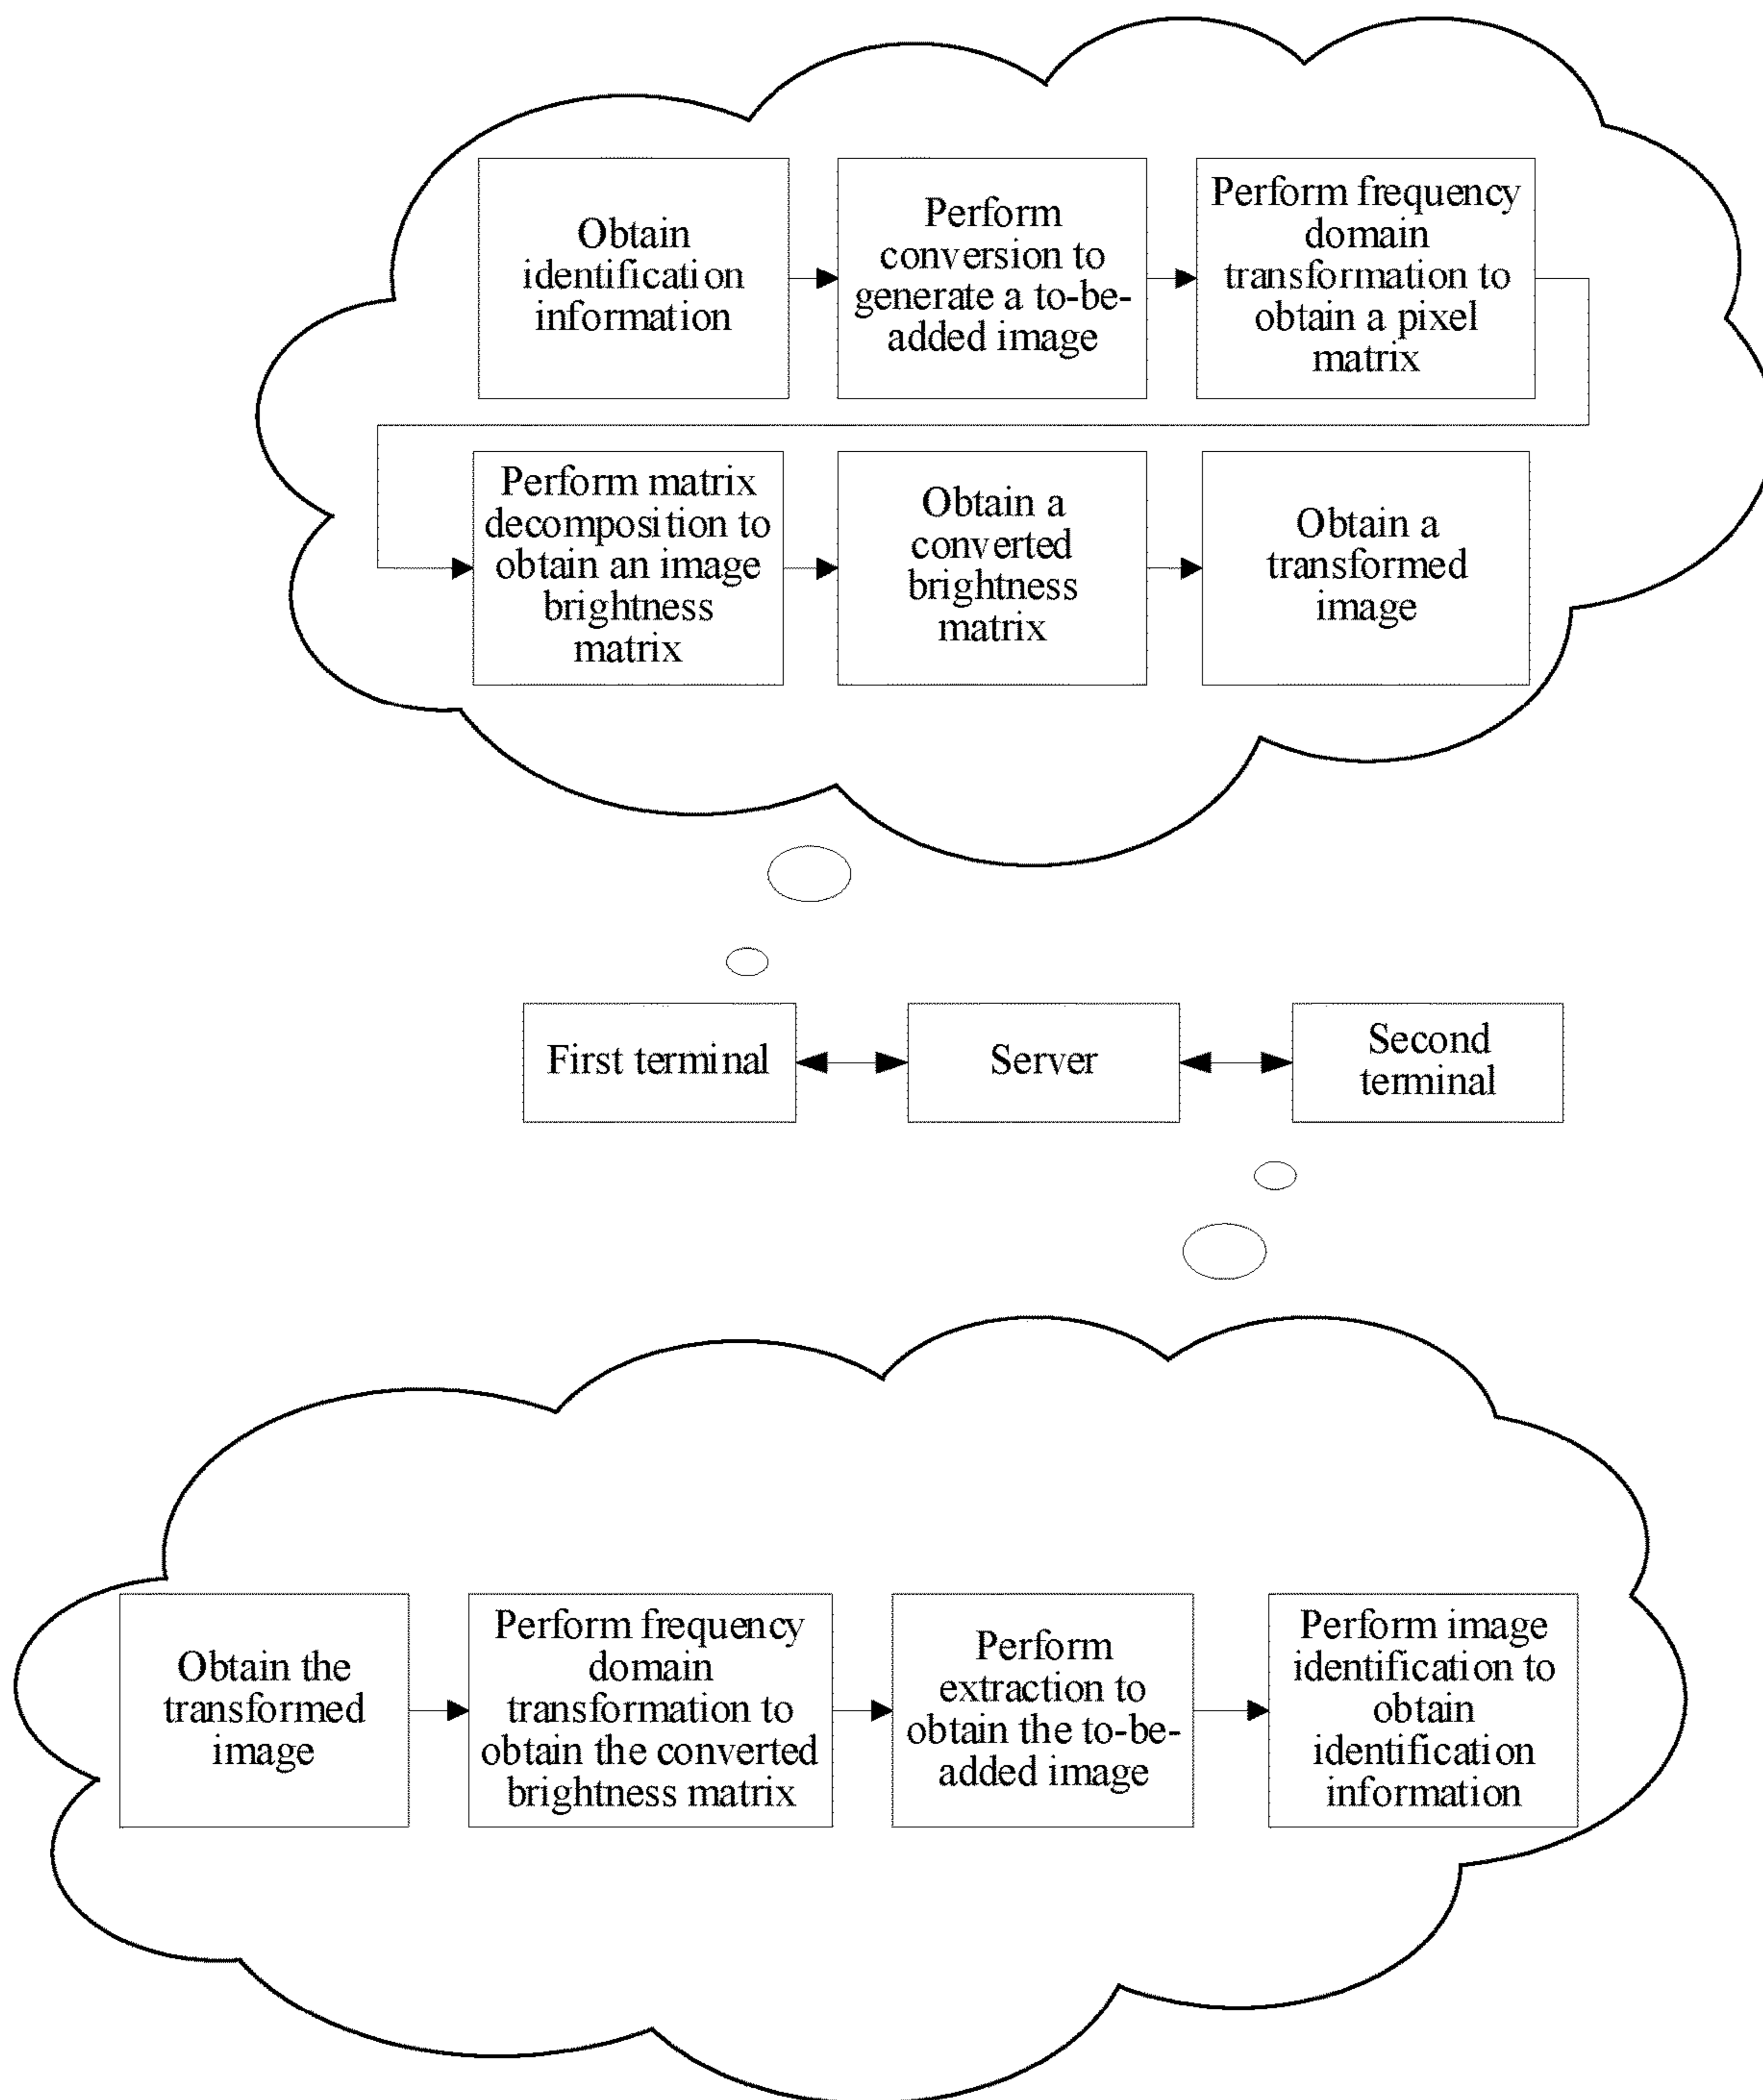 Obtain
identification
information
Perform
conversion to
generate a to-be-
added image
Perform frequency
domain
transformation to
obtain a pixel
matrix
Perform matrix
decomposition to
obtain an image
brightness
matrix
Obtain a
converted
brightness
matrix
Obtain a
transformed
image
First terminal
Server
Second
terminal
Obtain the
transformed
image
Perform frequency
domain
transformation to
obtain the converted
brightness matrix
Perform
extraction to
obtain the to-be-
added image
Perform image
identification to
obtain
identification
information